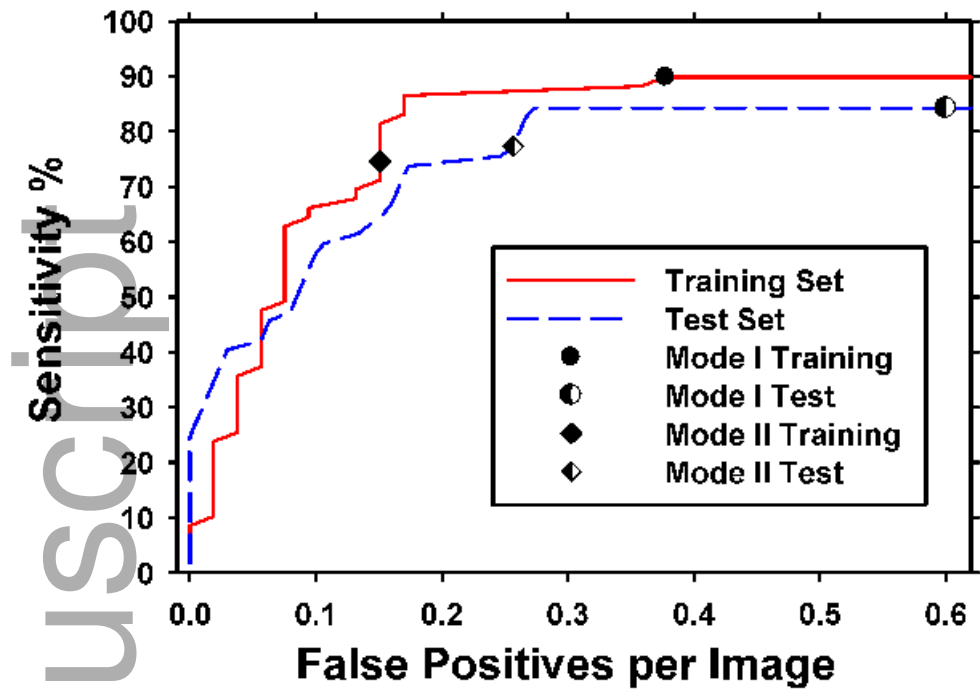 100
90
80
70
60
50
40
30
20
10
0
Sensitivity %
uscript
Training Set
Test Set
Mode I Training
Mode I Test
Mode II Training
Mode II Test
0.0 0.1 0.2 0.3 0.4 0.5 0.6
False Positives per Image